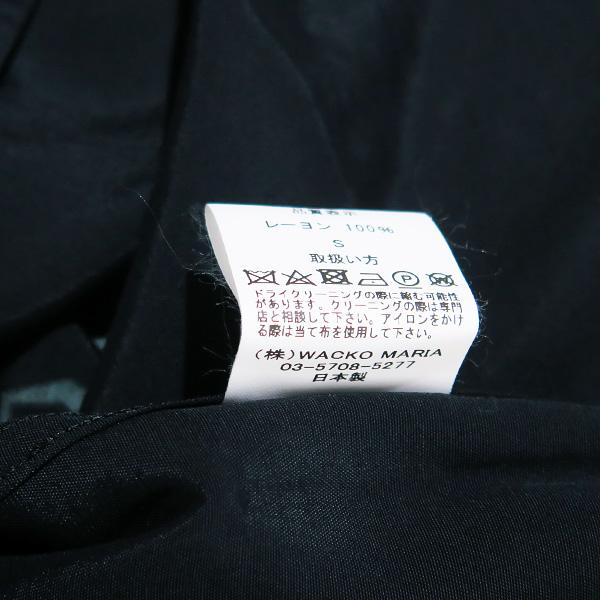 品質表示
レーヨン 100%
S
取扱い方
P W
ドライクリーニングの際に縮む可能性
があります。クリーニングの際は専門
店と相談して下さい。アイロンをかけ
る際は当て布を使用して下さい。
(株)WACKO MARIA
03-5708-5277
日本製